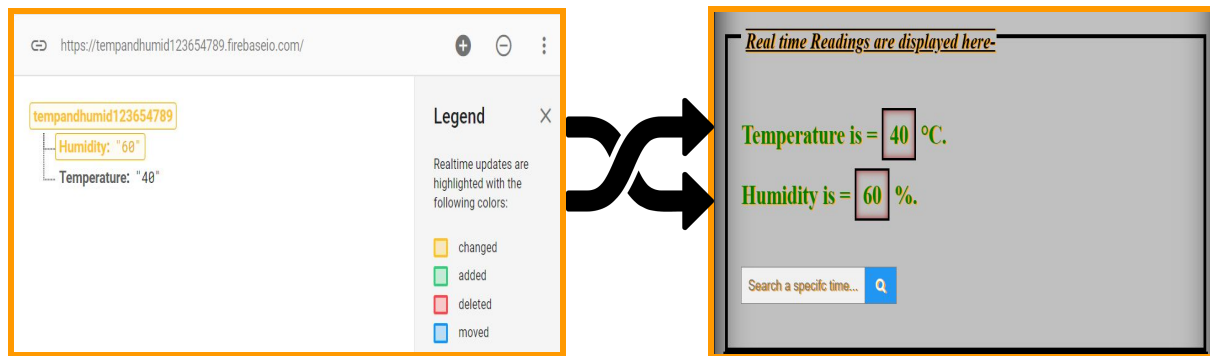 https://tempandhumid123654789.firebaseio.com/
tempandhumid123654789
Humidity: "60"
Temperature: "40"
Legend
Realtime updates are
highlighted with the
following colors:
changed
added
deleted
moved
Real time Readings are displayed here-
Temperature is = 40 °C.
Humidity is = 60 %.
Search a specifc time...